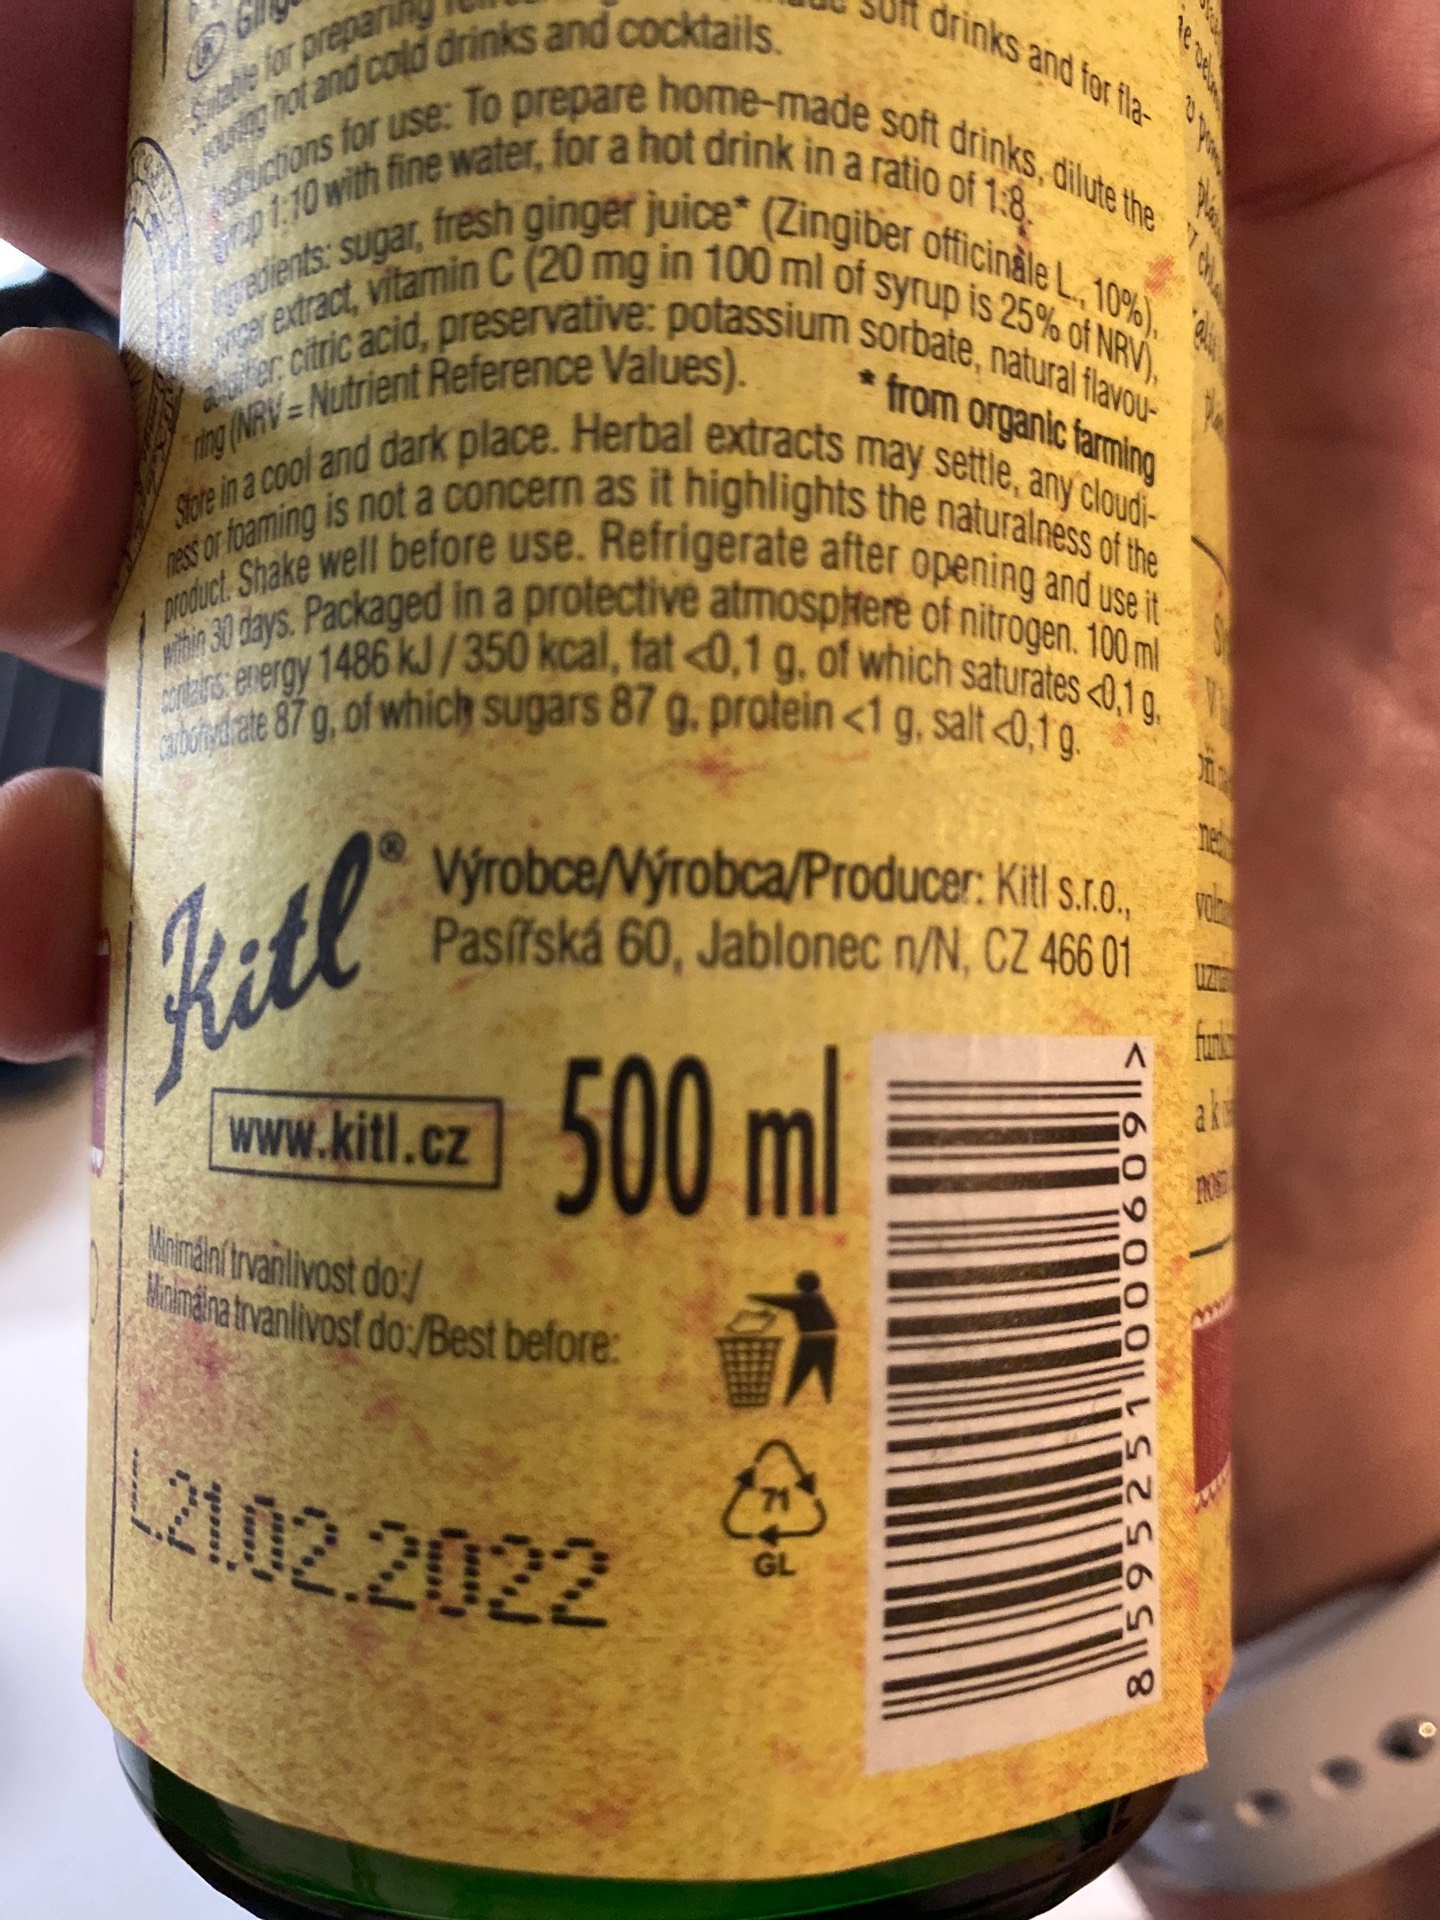 Suitable for preparing soft drinks and for fla-
vouring hot and cold drinks and cocktails.
Instructions for use: To prepare home-made soft drinks, dilute the
syrup 1:10 with fine water, for a hot drink in a ratio of 1:8.
Ingredients: sugar, fresh ginger juice* (Zingiber officinale L., 10%),
ginger extract, vitamin C (20 mg in 100 ml of syrup is 25% of NRV),
acidifier: citric acid, preservative: potassium sorbate, natural flavou-
ring (NRV = Nutrient Reference Values). * from organic farming
Store in a cool and dark place. Herbal extracts may settle, any cloudi-
ness or foaming is not a concern as it highlights the naturalness of the
product. Shake well before use. Refrigerate after opening and use it
within 30 days. Packaged in a protective atmosphere of nitrogen. 100 ml
contains: energy 1486 kJ / 350 kcal, fat <0,1 g, of which saturates <0,1 g,
carbohydrate 87 g, of which sugars 87 g, protein <1 g, salt <0,1 g.
Kitl®
Výrobce/Výrobca/Producer: Kitl s.r.o.,
Pasířská 60, Jablonec n/N, CZ 466 01
www.kitl.cz
500 ml
Minimální trvanlivost do:/
Minimálna trvanlivosť do:/Best before:
L.21.02.2022
71
GL
8 595251 000609 >